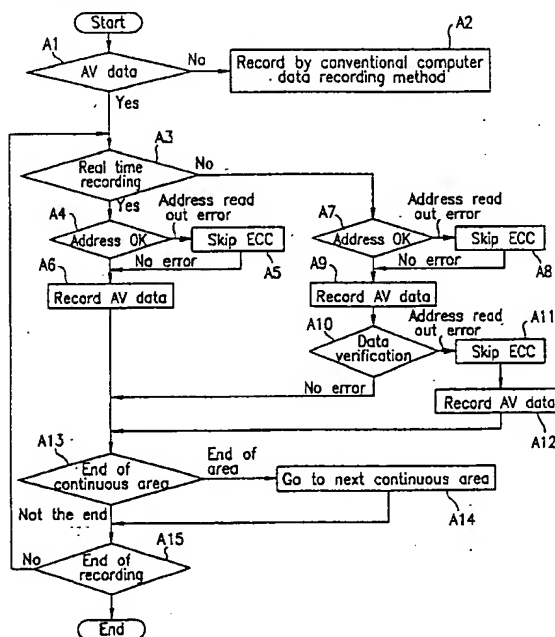 Start
A1
AV data
Na
A2
Record by conventional computer
data recording method
Yes
A3
Real time
recording
No
Yes
A4
Address OK
Address read
out error
Skip ECC
A5
No error
A6
Record AV data
A7
Address OK
Address read
out error
Skip ECC
A8
No error
A9
Record AV data
A10
Data
verification
Address read
out error
A11
Skip ECC
No error
Record AV data
A12
A13
End of
continuous area
End of
area
Go to next continuous area
A14
Not the end
A15
End of
recording
No
End